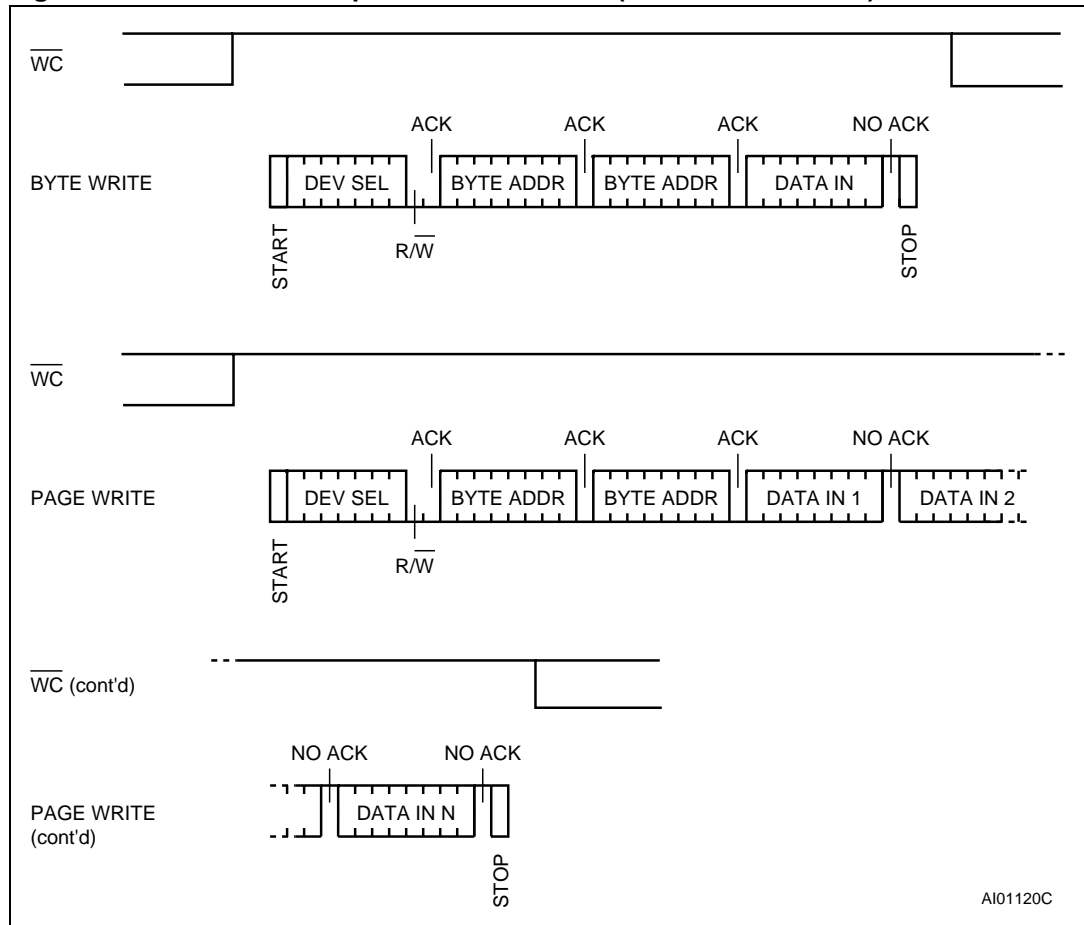 WC
ACK ACK ACK NO ACK
BYTE WRITE
DEV SEL BYTE ADDR BYTE ADDR DATA IN
R/W
START
STOP
WC
ACK ACK ACK NO ACK
PAGE WRITE
DEV SEL BYTE ADDR BYTE ADDR DATA IN 1 DATA IN 2
R/W
START
WC (cont'd)
NO ACK NO ACK
PAGE WRITE
(cont'd)
DATA IN N
STOP
AI01120C